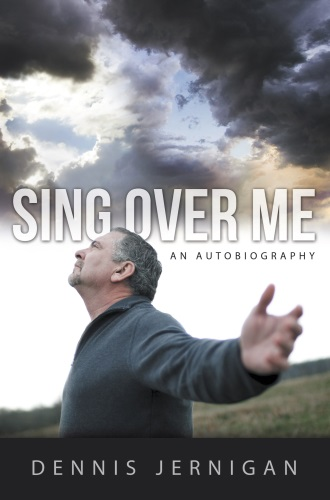 SING OVER ME
AN AUTOBIOGRAPHY
DENNIS JERNIGAN